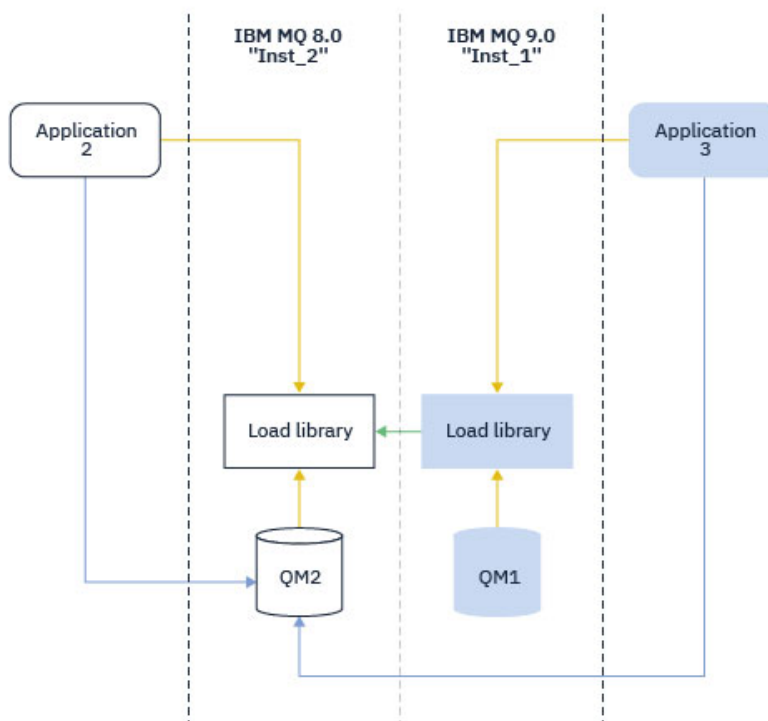 IBM MQ 8.0
"Inst_2"
IBM MQ 9.0
"Inst_1"
Application
2
Application
3
Load library
Load library
QM2
QM1